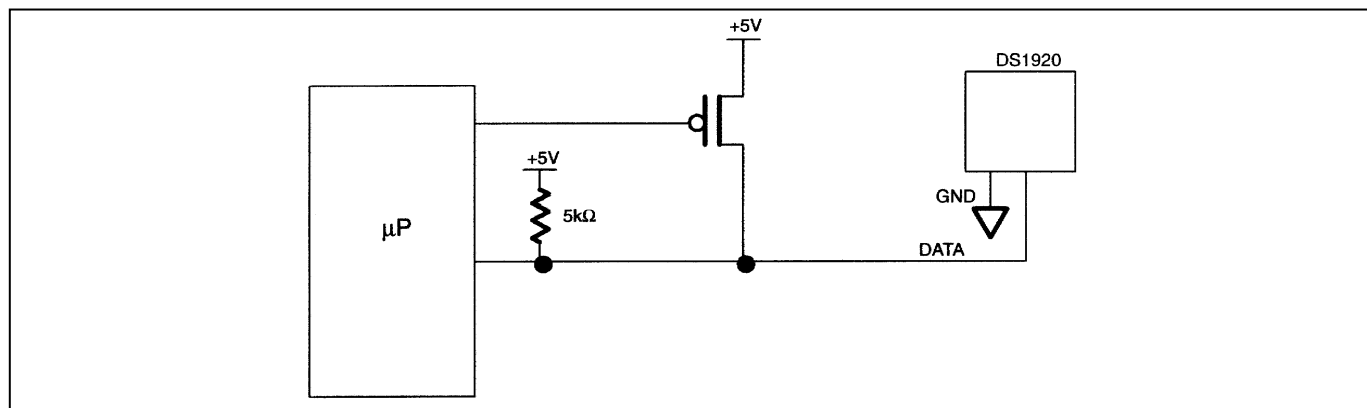 +5V
DS1920
+5V
5kΩ
µP
GND
DATA